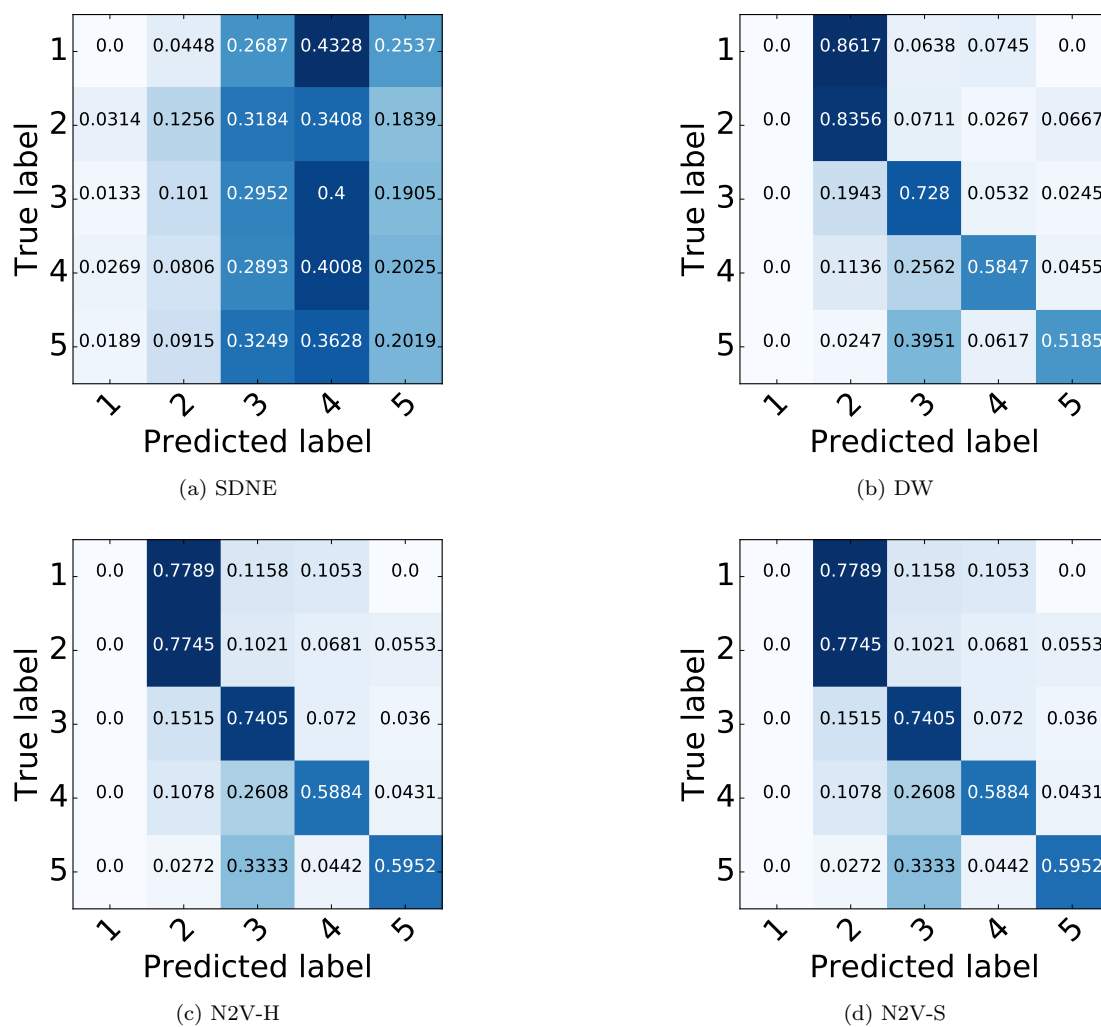 1 0.0 0.0448 0.2687 0.4328 0.2537
2 0.0314 0.1256 0.3184 0.3408 0.1839
3 0.0133 0.101 0.2952 0.4 0.1905
4 0.0269 0.0806 0.2893 0.4008 0.2025
5 0.0189 0.0915 0.3249 0.3628 0.2019
True label
1 2 3 4 5
Predicted label
(a) SDNE
1 0.0 0.8617 0.0638 0.0745 0.0
2 0.0 0.8356 0.0711 0.0267 0.0667
3 0.0 0.1943 0.728 0.0532 0.0245
4 0.0 0.1136 0.2562 0.5847 0.0455
5 0.0 0.0247 0.3951 0.0617 0.5185
True label
1 2 3 4 5
Predicted label
(b) DW
1 0.0 0.7789 0.1158 0.1053 0.0
2 0.0 0.7745 0.1021 0.0681 0.0553
3 0.0 0.1515 0.7405 0.072 0.036
4 0.0 0.1078 0.2608 0.5884 0.0431
5 0.0 0.0272 0.3333 0.0442 0.5952
True label
1 2 3 4 5
Predicted label
(c) N2V-H
1 0.0 0.7789 0.1158 0.1053 0.0
2 0.0 0.7745 0.1021 0.0681 0.0553
3 0.0 0.1515 0.7405 0.072 0.036
4 0.0 0.1078 0.2608 0.5884 0.0431
5 0.0 0.0272 0.3333 0.0442 0.5952
True label
1 2 3 4 5
Predicted label
(d) N2V-S